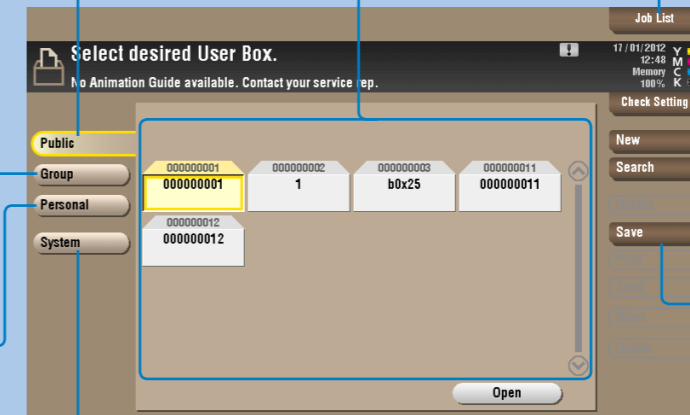 Job List
Select desired User Box.
No Animation Guide available. Contact your service rep.
17/01/2012
12:48
Memory
100%
Y
M
C
K
Check Setting
Public
Group
Personal
System
000000001
000000001
000000002
1
000000003
b0x25
000000011
000000011
000000012
000000012
New
Search
Save
Open